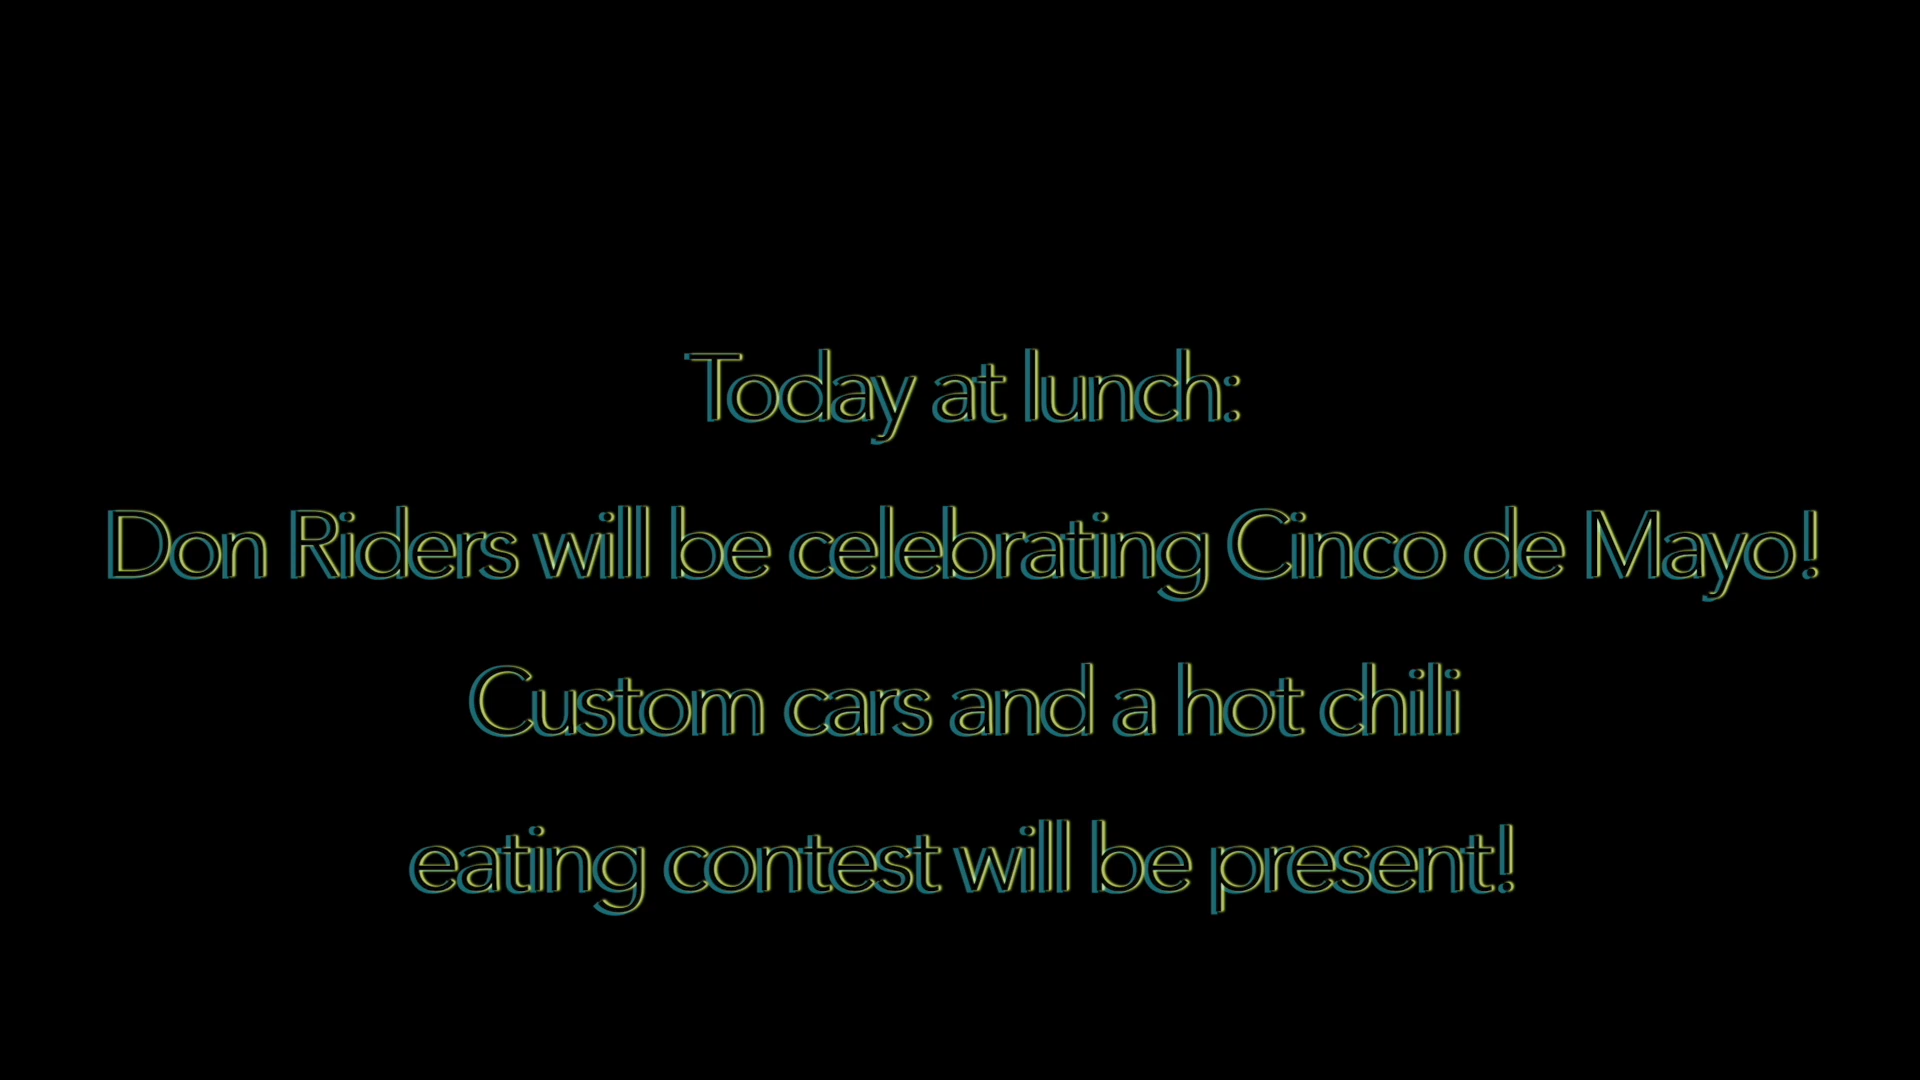 Today at lunch:
Don Riders will be celebrating Cinco de Mayo!
Custom cars and a hot chili
eating contest will be present!